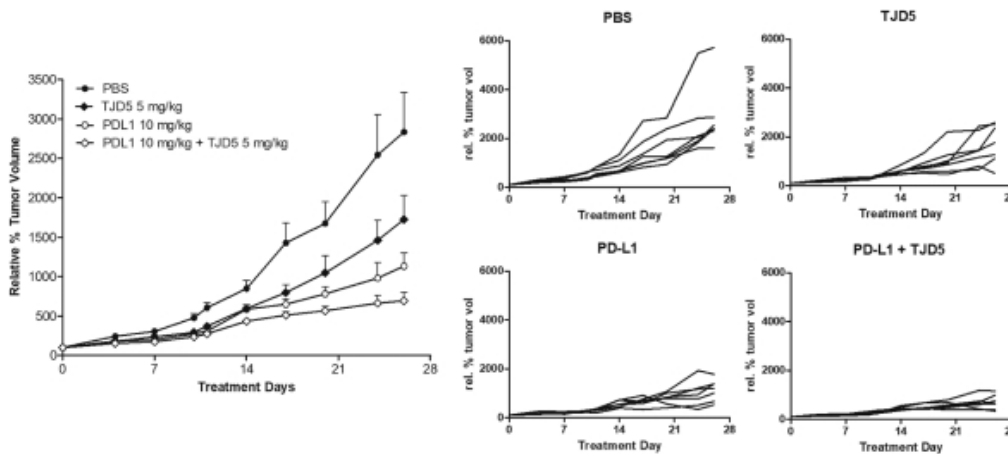 3500
3000
2500
2000
1500
1000
500
0
Relative % Tumor Volume
PBS
TJD5 5 mg/kg
PDL1 10 mg/kg
PDL1 10 mg/kg + TJD5 5 mg/kg
0 7 14 21 28
Treatment Days
PBS
6000
4000
2000
0
rel. % tumor vol
0 7 14 21 28
Treatment Day
TJD5
6000
4000
2000
0
rel. % tumor vol
0 7 14 21 28
Treatment Day
PD-L1
6000
4000
2000
0
rel. % tumor vol
0 7 14 21 28
Treatment Day
PD-L1 + TJD5
6000
4000
2000
0
rel. % tumor vol
0 7 14 21 28
Treatment Day